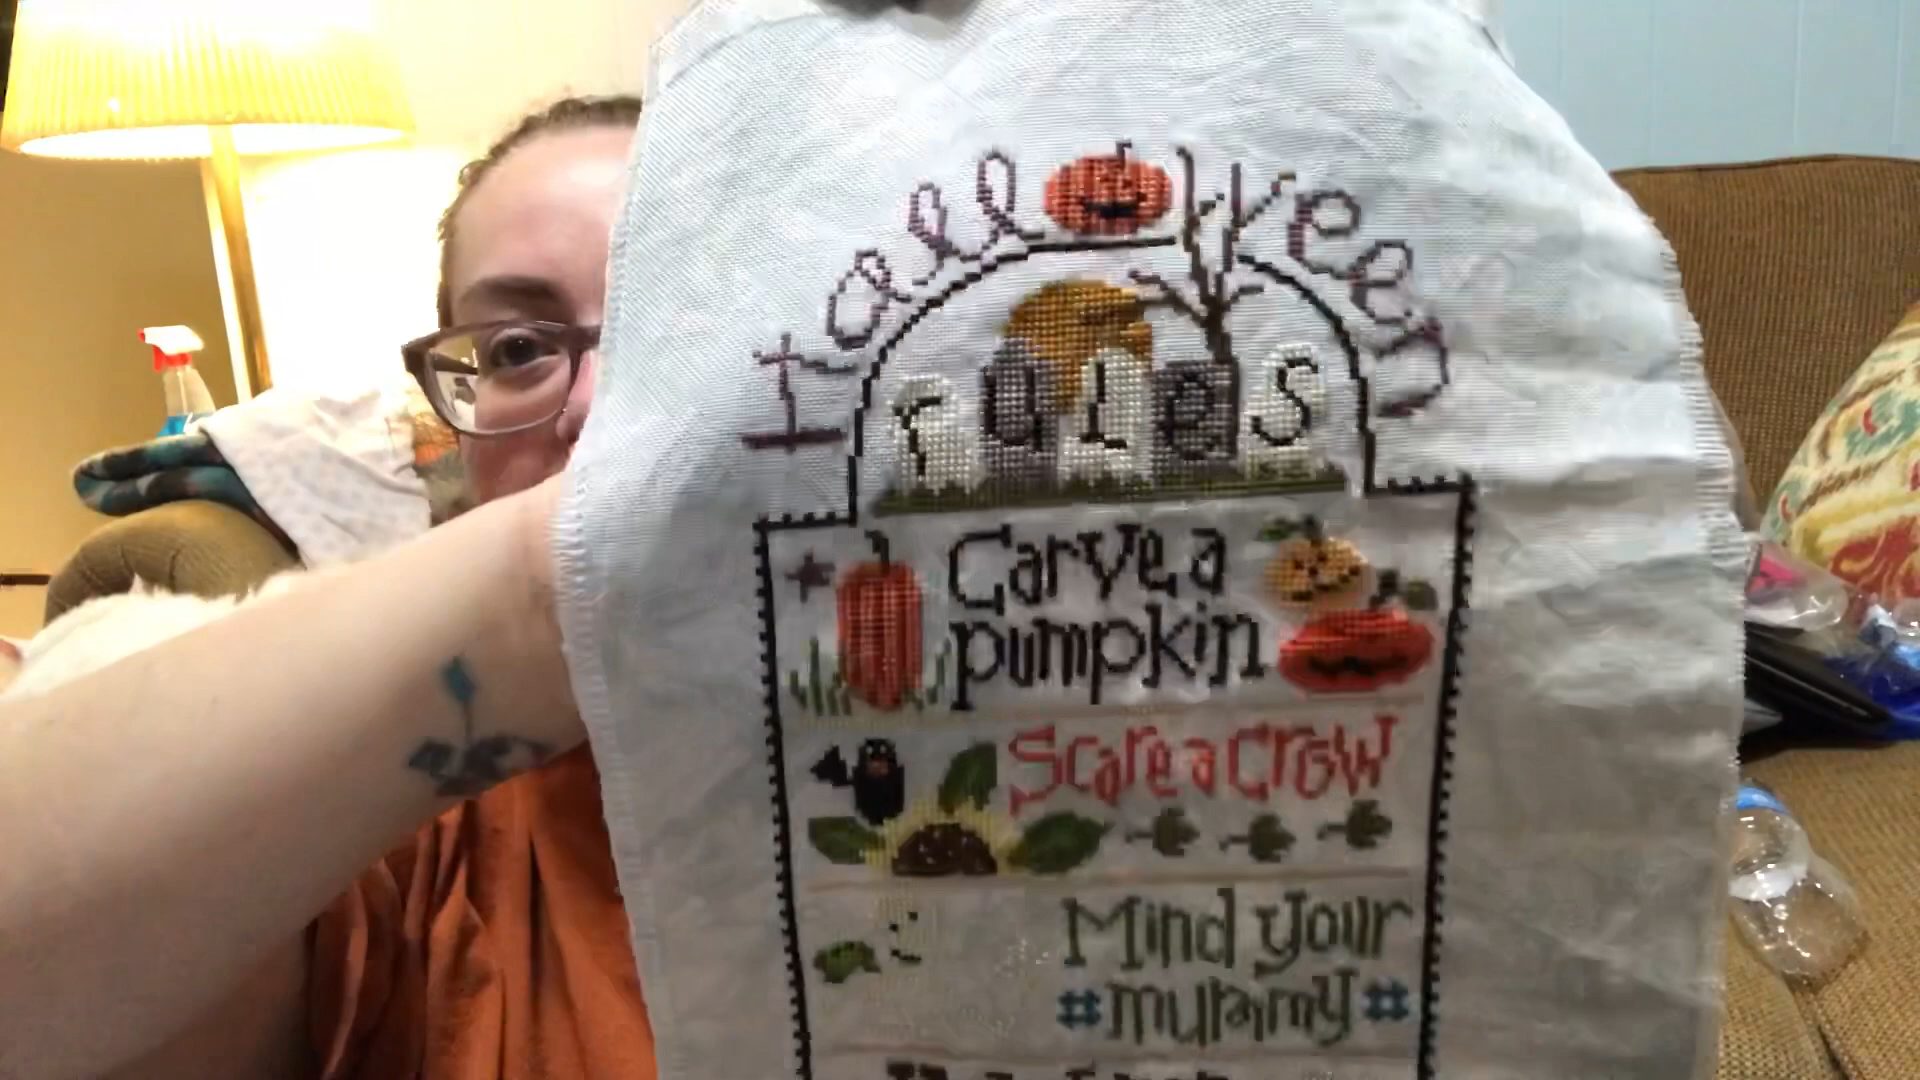 Halloween
rules
Carve a
pumpkin
Scare a Crow
Mind your
#mummy#